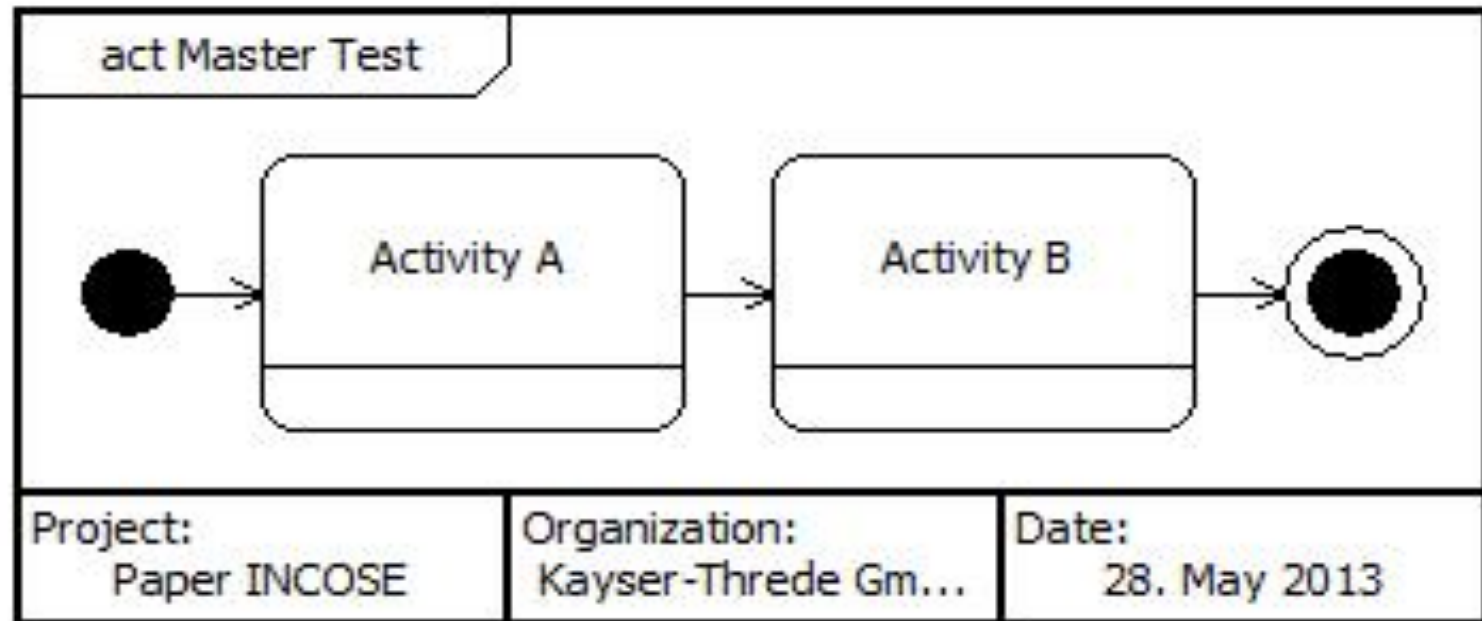 act Master Test
Activity A
Activity B
Project:
Paper INCOSE
Organization:
Kayser-Threde Gm...
Date:
28. May 2013